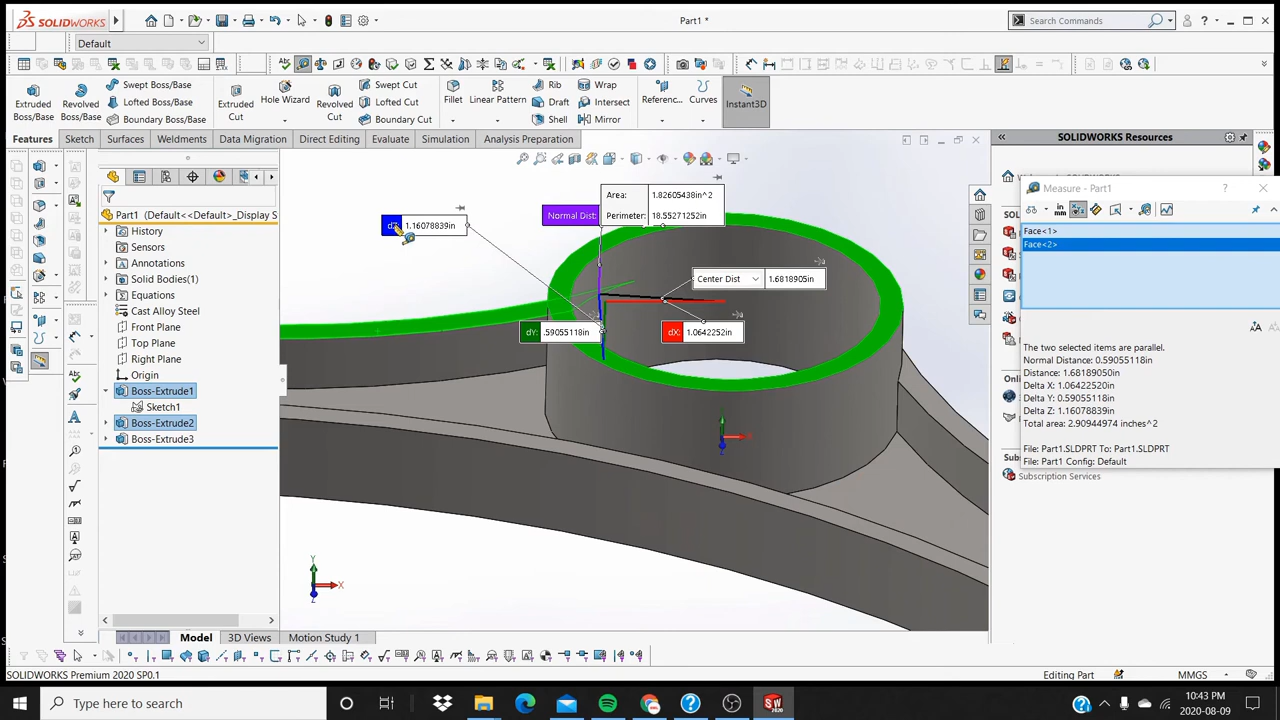 SOLIDWORKS
Part1 *
Search Commands
Default
Extruded Boss/Base
Revolved Boss/Base
Swept Boss/Base
Lofted Boss/Base
Boundary Boss/Base
Extruded Cut
Hole Wizard
Revolved Cut
Swept Cut
Lofted Cut
Boundary Cut
Fillet
Linear Pattern
Rib
Draft
Shell
Wrap
Intersect
Mirror
Referenc...
Curves
Instant3D
Features
Sketch
Surfaces
Weldments
Data Migration
Direct Editing
Evaluate
Simulation
Analysis Preparation
SOLIDWORKS Resources
Part1 (Default<<Default>_Display S
History
Sensors
Annotations
Solid Bodies(1)
Equations
Cast Alloy Steel
Front Plane
Top Plane
Right Plane
Origin
Boss-Extrude1
Sketch1
Boss-Extrude2
Boss-Extrude3
1.16078839in
Normal Dist:
Area: 1.82605438in^2
Perimeter: 18.55271252in
Center Dist 1.6818905in
dY: .59055118in
dX: 1.0642252in
Y
X
Z
Measure - Part1
Face<1>
Face<2>
The two selected items are parallel.
Normal Distance: 0.59055118in
Distance: 1.68189050in
Delta X: 1.06422520in
Delta Y: 0.59055118in
Delta Z: 1.16078839in
Total area: 2.90944974 inches^2
File: Part1.SLDPRT To: Part1.SLDPRT
File: Part1 Config: Default
Subscription Services
Model
3D Views
Motion Study 1
SOLIDWORKS Premium 2020 SP0.1
Editing Part
MMGS
Type here to search
10:43 PM
2020-08-09